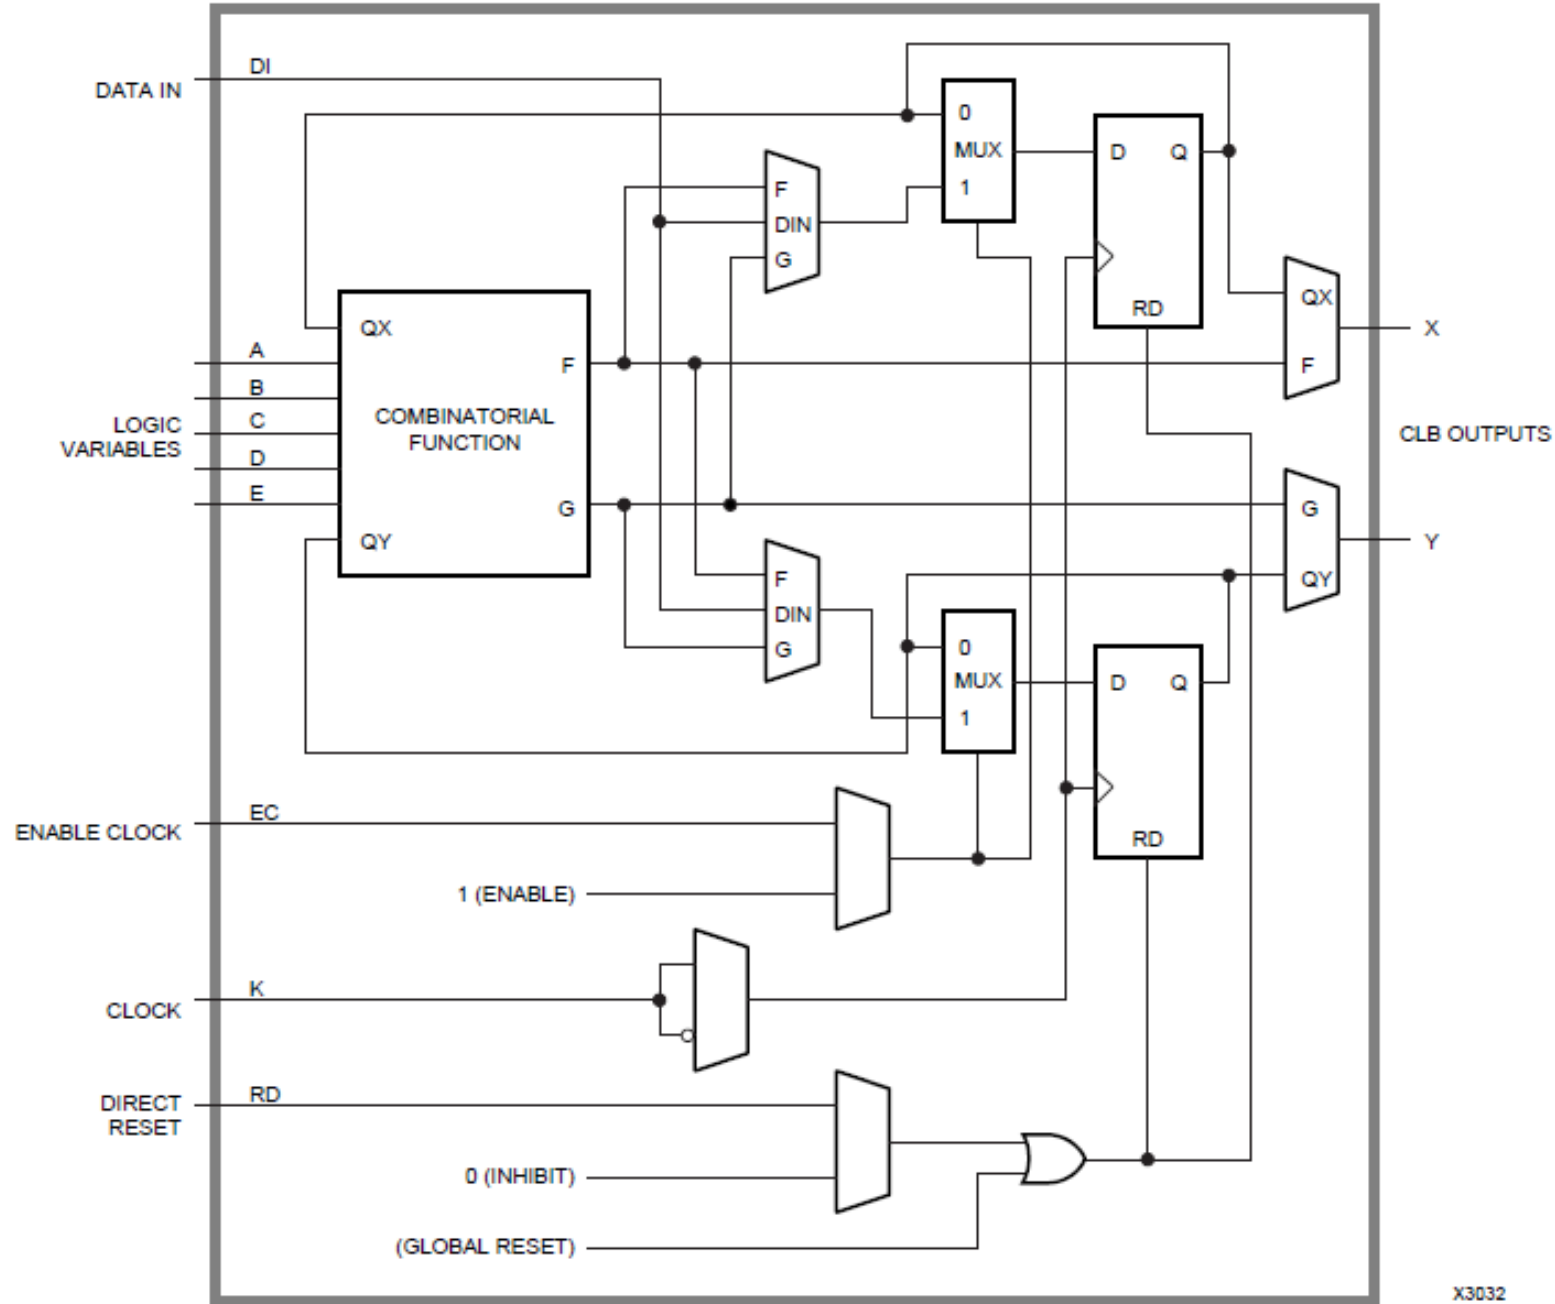 DI
DATA IN
0
MUX
1
D Q
RD
F
DIN
G
QX
F
X
QX
A
B
C
D
E
LOGIC
VARIABLES
COMBINATORIAL
FUNCTION
F
G
QY
CLB OUTPUTS
G
QY
Y
F
DIN
G
0
MUX
1
D Q
RD
EC
ENABLE CLOCK
1 (ENABLE)
K
CLOCK
RD
DIRECT
RESET
0 (INHIBIT)
(GLOBAL RESET)
X3032